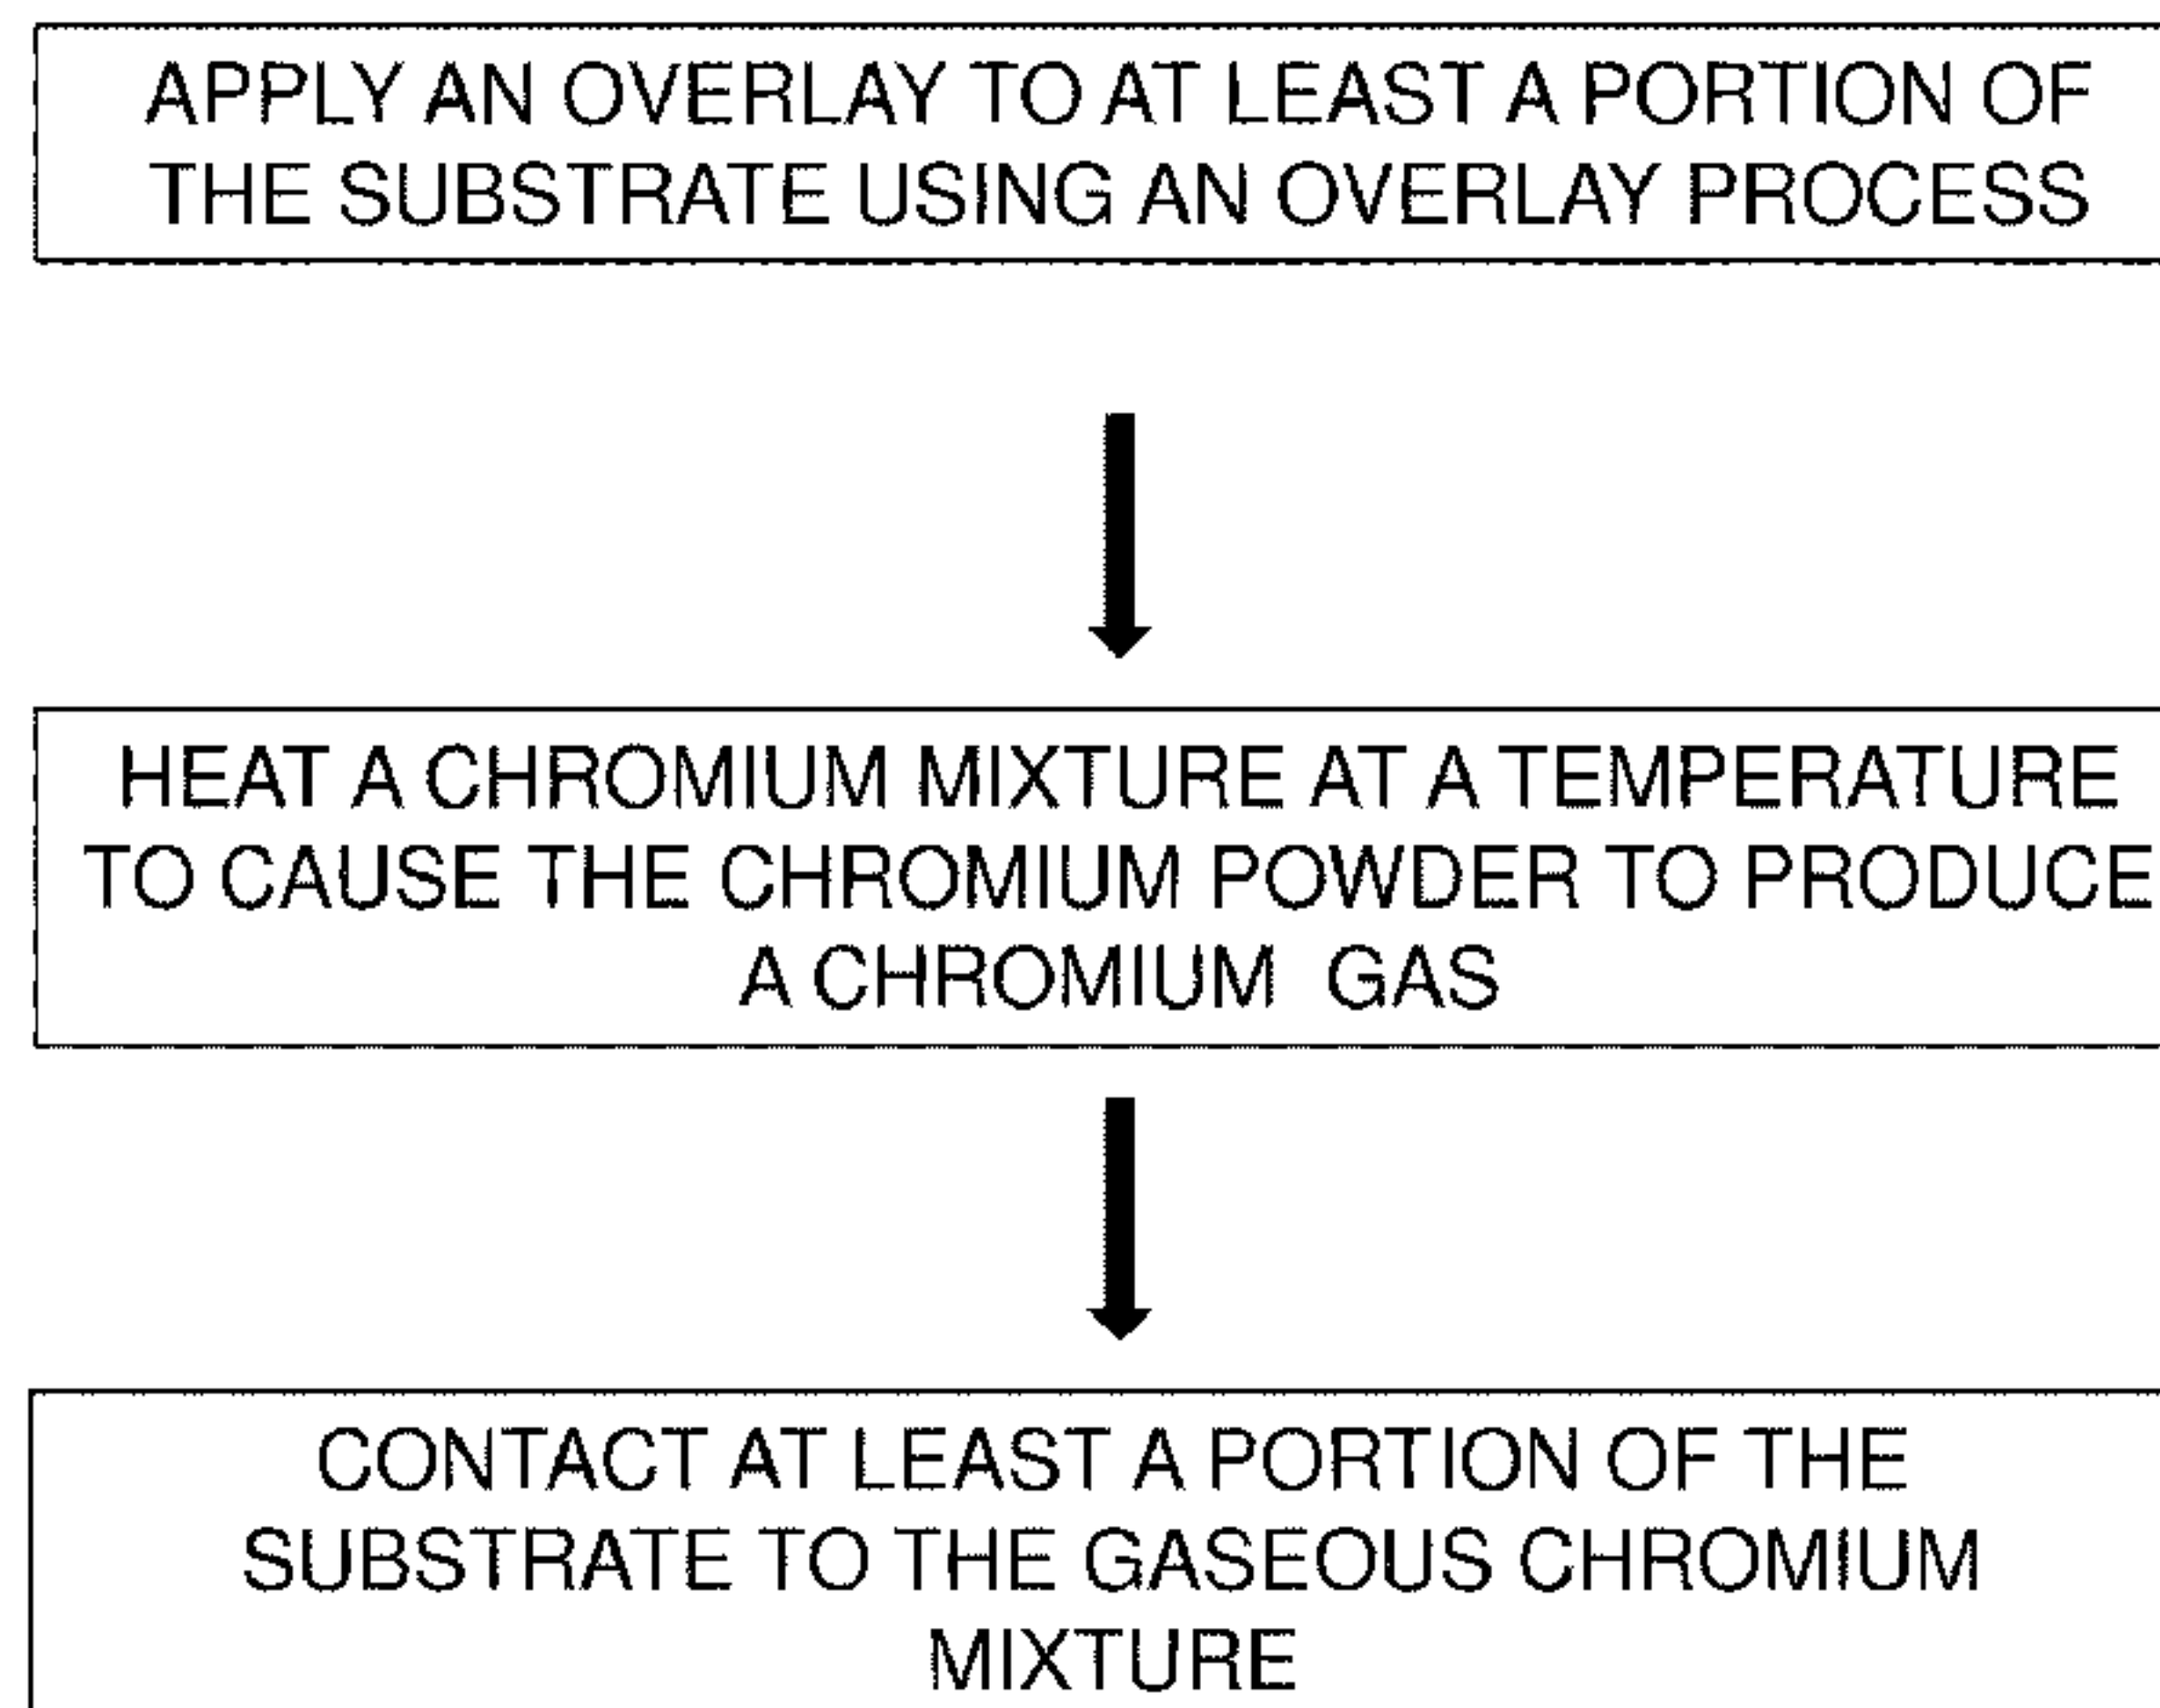 APPLY AN OVERLAY TO AT LEAST A PORTION OF
THE SUBSTRATE USING AN OVERLAY PROCESS
HEAT A CHROMIUM MIXTURE AT A TEMPERATURE
TO CAUSE THE CHROMIUM POWDER TO PRODUCE
A CHROMIUM GAS
CONTACT AT LEAST A PORTION OF THE
SUBSTRATE TO THE GASEOUS CHROMIUM
MIXTURE